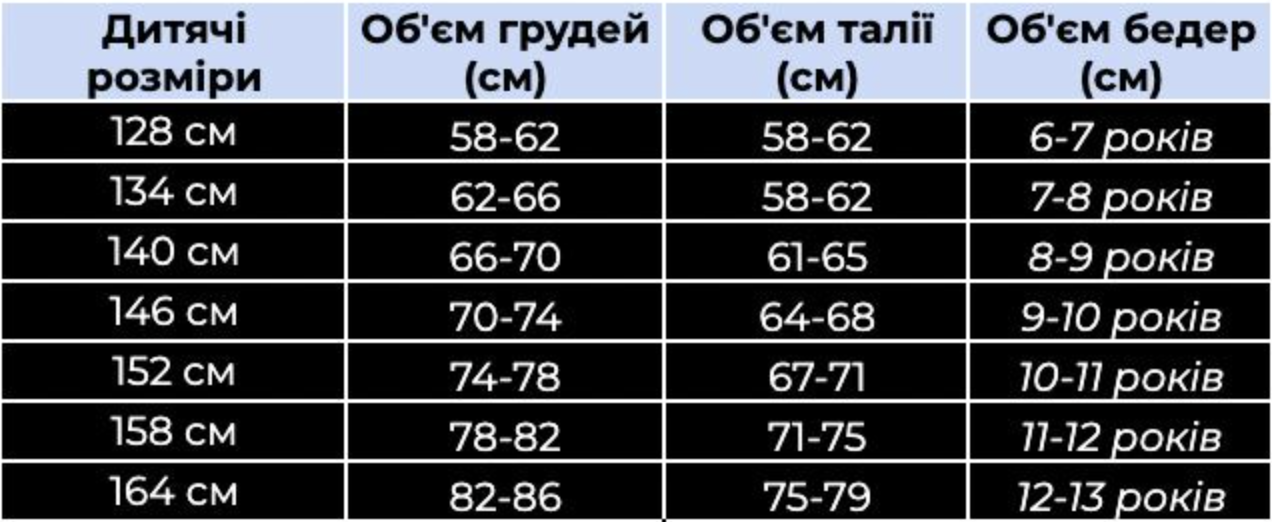 Дитячі розміри Об'єм грудей (см) Об'єм талії (см) Об'єм бедер (см)
128 см 58-62 58-62 6-7 років
134 см 62-66 58-62 7-8 років
140 см 66-70 61-65 8-9 років
146 см 70-74 64-68 9-10 років
152 см 74-78 67-71 10-11 років
158 см 78-82 71-75 11-12 років
164 см 82-86 75-79 12-13 років